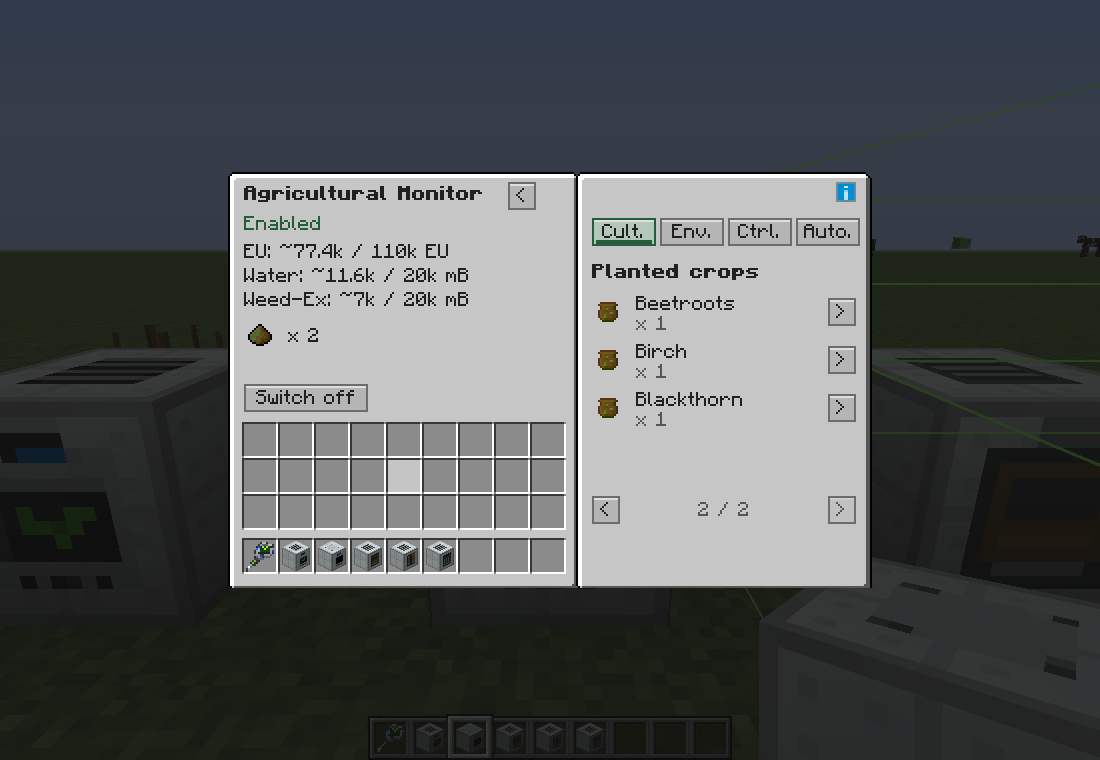 Agricultural Monitor
<
Enabled
EU: ~77.4k / 110k EU
Water: ~11.6k / 20k mB
Weed-Ex: ~7k / 20k mB
x 2
Switch off
i
Cult. Env. Ctrl. Auto.
Planted crops
Beetroots
x 1
>
Birch
x 1
>
Blackthorn
x 1
>
< 2 / 2 >